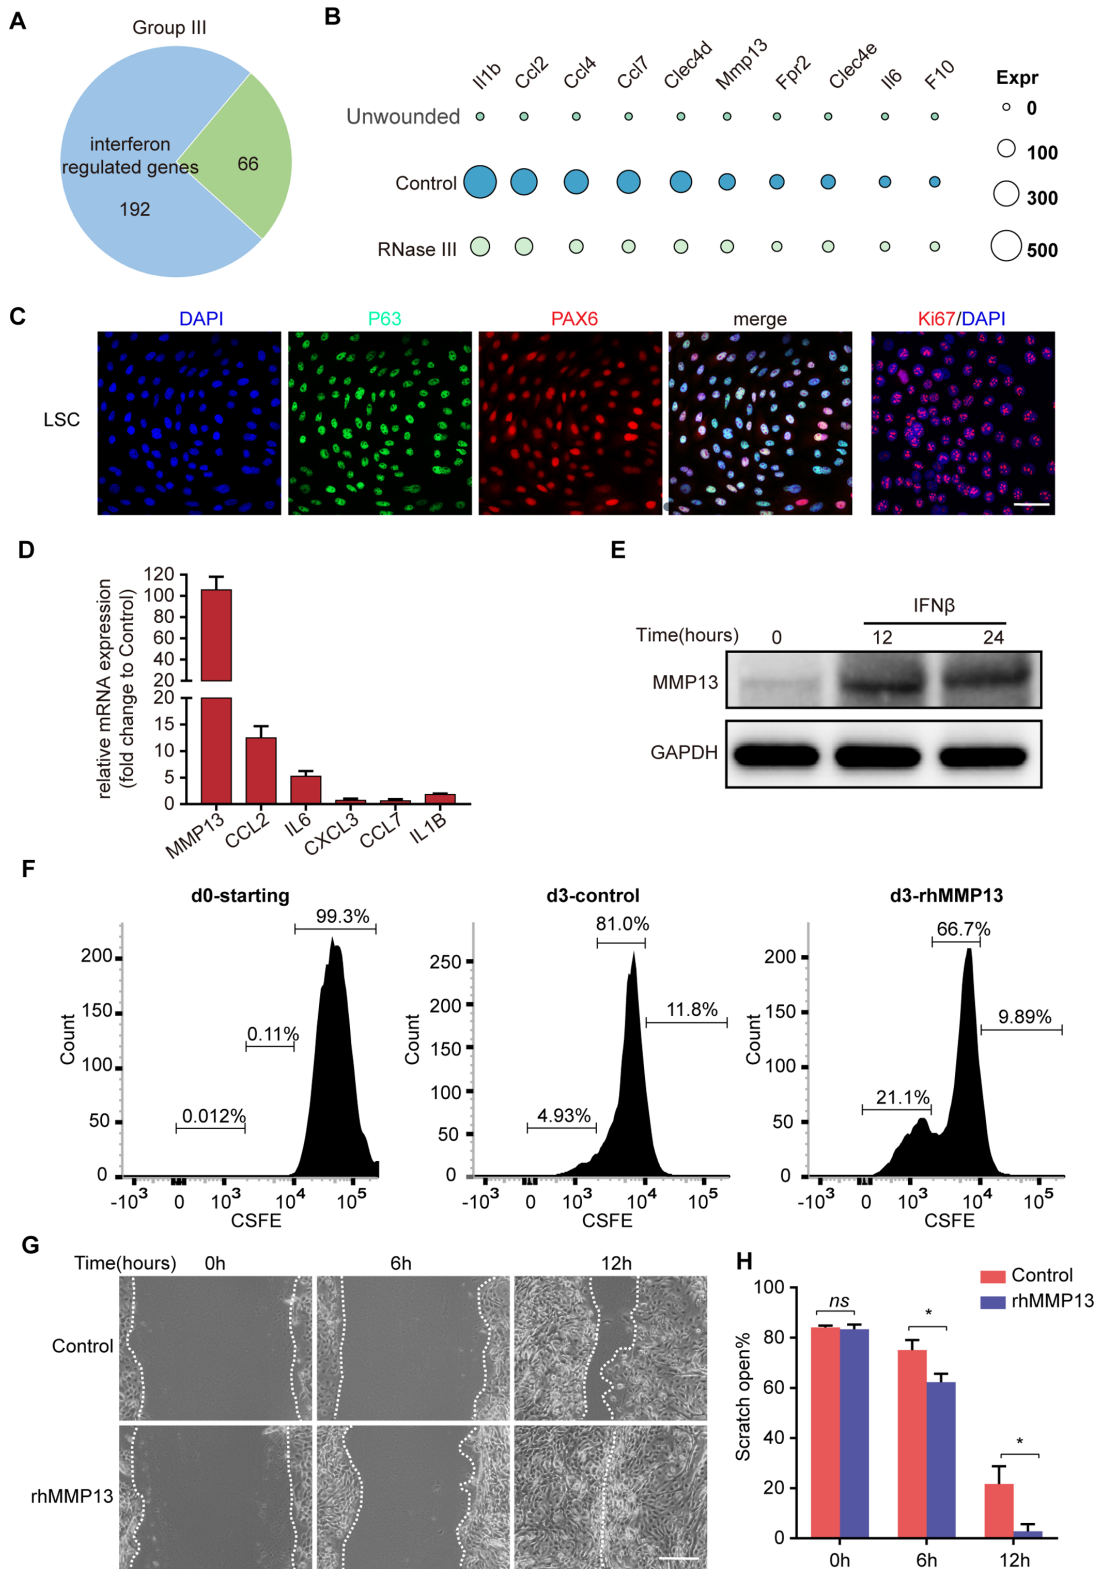 A
Group III
interferon
regulated genes
192
66
B
Il1b
Ccl2
Ccl4
Ccl7
Clec4d
Mmp13
Fpr2
Clec4e
Il6
F10
Unwounded
Control
RNase III
Expr
0
100
300
500
C
DAPI
P63
PAX6
merge
Ki67/DAPI
LSC
D
relative mRNA expression
(fold change to Control)
120
100
80
60
40
20
20
15
10
5
0
MMP13
CCL2
IL6
CXCL3
CCL7
IL1B
E
IFNβ
Time(hours)
0
12
24
MMP13
GAPDH
F
d0-starting
99.3%
0.11%
0.012%
Count
200
150
100
50
0
-10³ 0 10³ 10⁴ 10⁵
CSFE
d3-control
81.0%
11.8%
4.93%
Count
250
200
150
100
50
0
-10³ 0 10³ 10⁴ 10⁵
CSFE
d3-rhMMP13
66.7%
9.89%
21.1%
Count
200
150
100
50
0
-10³ 0 10³ 10⁴ 10⁵
CSFE
G
Time(hours) 0h 6h 12h
Control
rhMMP13
H
Control
rhMMP13
Scratch open%
100
80
60
40
20
0
ns
*
*
0h 6h 12h